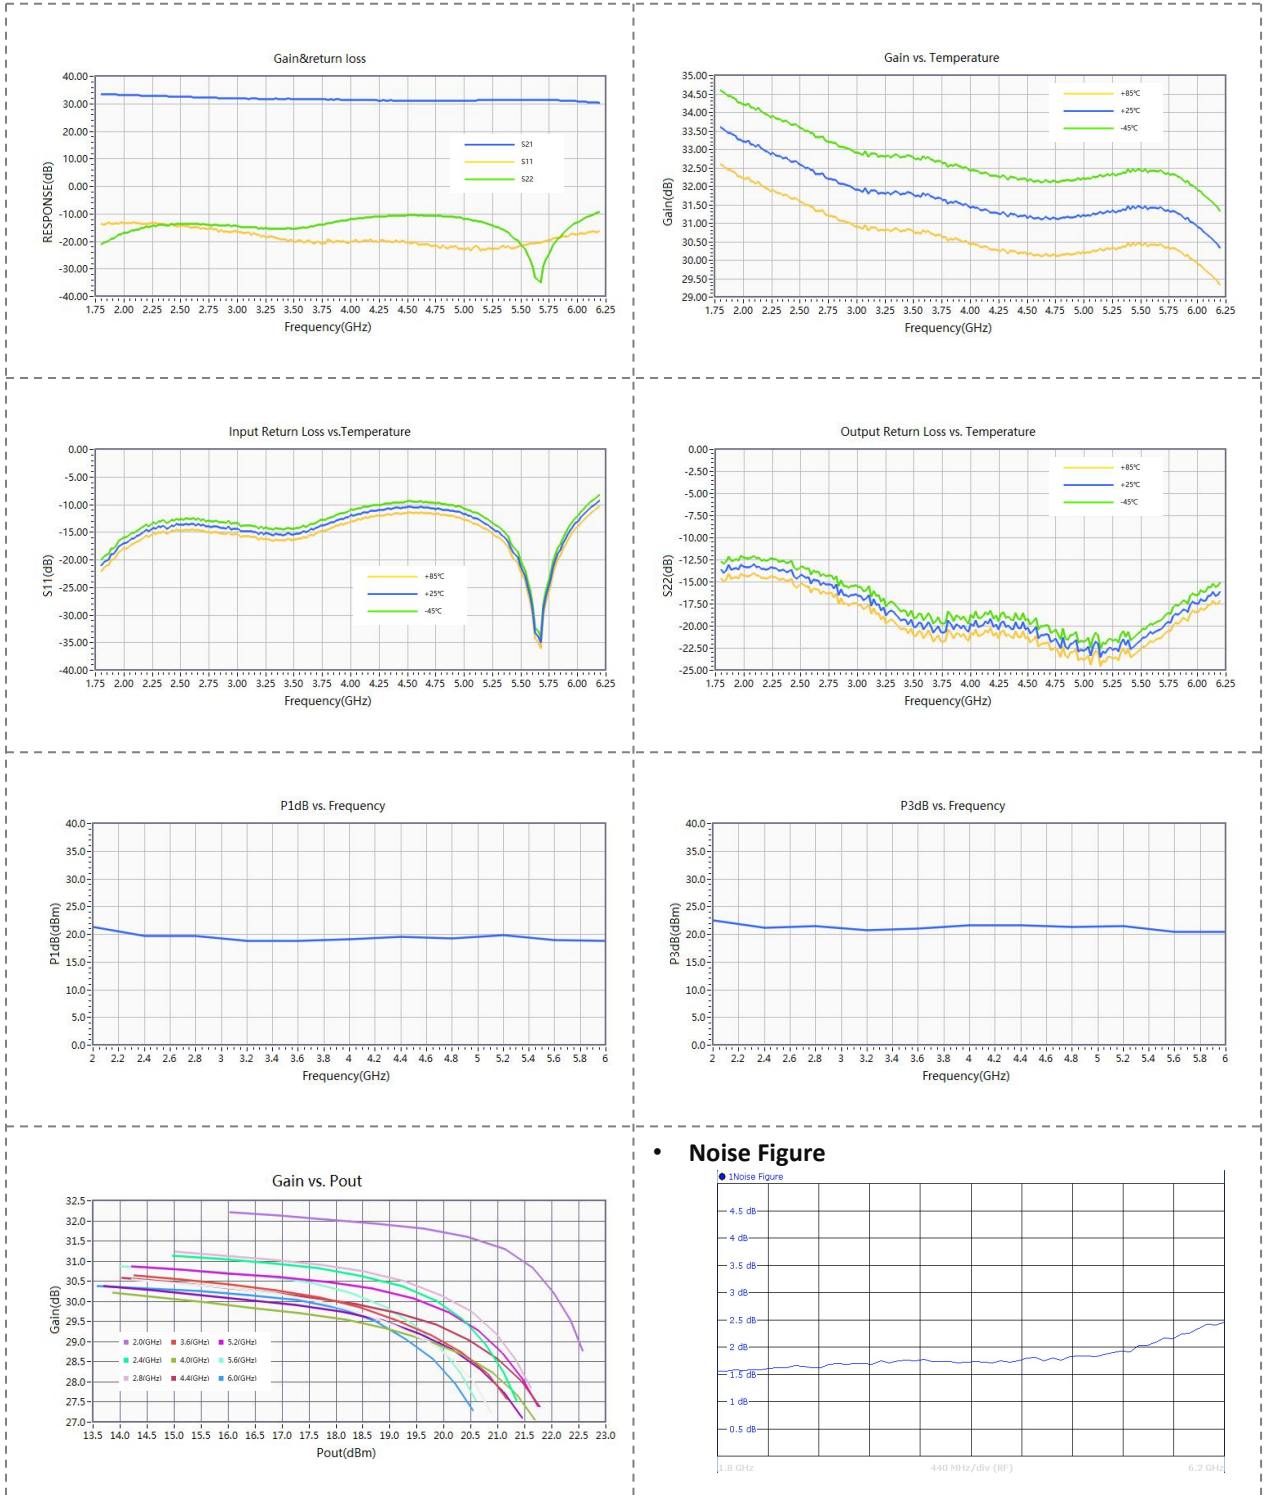 Gain&return loss
40.00
30.00
20.00
10.00
0.00
-10.00
-20.00
-30.00
-40.00
RESPONSE(dB)
S21
S11
S22
1.75 2.00 2.25 2.50 2.75 3.00 3.25 3.50 3.75 4.00 4.25 4.50 4.75 5.00 5.25 5.50 5.75 6.00 6.25
Frequency(GHz)
Gain vs. Temperature
35.00
34.50
34.00
33.50
33.00
32.50
32.00
31.50
31.00
30.50
30.00
29.50
29.00
Gain(dB)
+85℃
+25℃
-45℃
1.75 2.00 2.25 2.50 2.75 3.00 3.25 3.50 3.75 4.00 4.25 4.50 4.75 5.00 5.25 5.50 5.75 6.00 6.25
Frequency(GHz)
Input Return Loss vs.Temperature
0.00
-5.00
-10.00
-15.00
-20.00
-25.00
-30.00
-35.00
-40.00
S11(dB)
+85℃
+25℃
-45℃
1.75 2.00 2.25 2.50 2.75 3.00 3.25 3.50 3.75 4.00 4.25 4.50 4.75 5.00 5.25 5.50 5.75 6.00 6.25
Frequency(GHz)
Output Return Loss vs. Temperature
0.00
-2.50
-5.00
-7.50
-10.00
-12.50
-15.00
-17.50
-20.00
-22.50
-25.00
S22(dB)
+85℃
+25℃
-45℃
1.75 2.00 2.25 2.50 2.75 3.00 3.25 3.50 3.75 4.00 4.25 4.50 4.75 5.00 5.25 5.50 5.75 6.00 6.25
Frequency(GHz)
P1dB vs. Frequency
40.0
35.0
30.0
25.0
20.0
15.0
10.0
5.0
0.0
P1dB(dBm)
2 2.2 2.4 2.6 2.8 3 3.2 3.4 3.6 4 4.2 4.4 4.6 4.8 5 5.2 5.4 5.6 5.8 6
Frequency(GHz)
P3dB vs. Frequency
40.0
35.0
30.0
25.0
20.0
15.0
10.0
5.0
0.0
P3dB(dBm)
2 2.2 2.4 2.6 2.8 3 3.2 3.4 3.6 3.8 4 4.2 4.4 4.6 4.8 5 5.2 5.4 5.6 5.8 6
Frequency(GHz)
Gain vs. Pout
32.5
32.0
31.5
31.0
30.5
30.0
29.5
29.0
28.5
28.0
27.5
27.0
Gain(dB)
2.0(GHz) 3.6(GHz) 5.2(GHz)
2.4(GHz) 4.0(GHz) 5.6(GHz)
2.8(GHz) 4.4(GHz) 6.0(GHz)
13.5 14.0 14.5 15.0 15.5 16.0 16.5 17.0 17.5 18.0 18.5 19.0 19.5 20.0 20.5 21.0 21.5 22.0 22.5 23.0
Pout(dBm)
• Noise Figure
1Noise Figure
4.5 dB
4 dB
3.5 dB
3 dB
2.5 dB
2 dB
1.5 dB
1 dB
0.5 dB
1.8 GHz 440 MHz/div (RF) 6.2 GHz